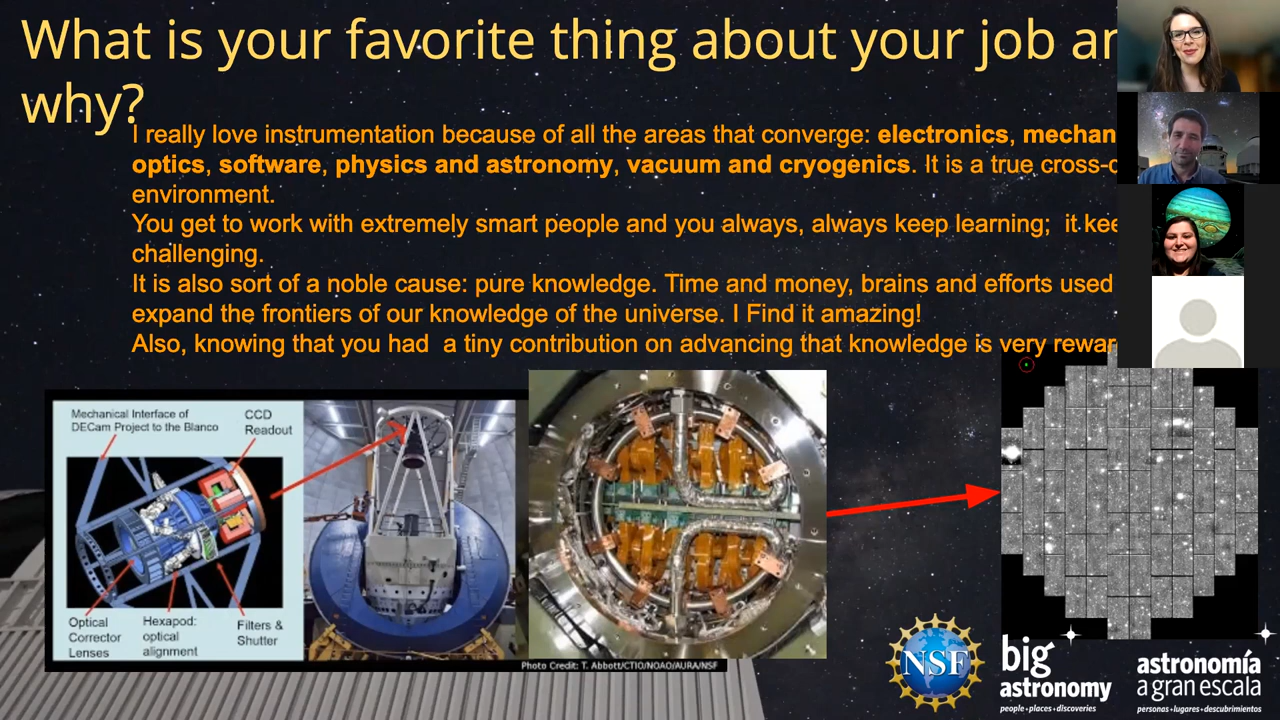 What is your favorite thing about your job
why?
I really love instrumentation because of all the areas that converge: electronics,
optics, software, physics and astronomy, vacuum and cryogenics. It is a true
environment.
You get to work with extremely smart people and you always, always keep learning;  it
challenging.
It is also sort of a noble cause: pure knowledge. Time and money, brains and efforts used
expand the frontiers of our knowledge of the universe. I Find it amazing!
Also, knowing that you had  a tiny contribution on advancing that knowledge is very
Mechanical Interface of
DECam Project to the Blanco
CCD
Readout
Optical
Corrector
Lenses
Hexapod:
optical
alignment
Filters &
Shutter
Photo Credit: T. Abbott/CTIO/NOAO/AURA/NSF
NSF
big
astronomy
people • places • discoveries
astronomía
a gran escala
personas • lugares • descubrimientos